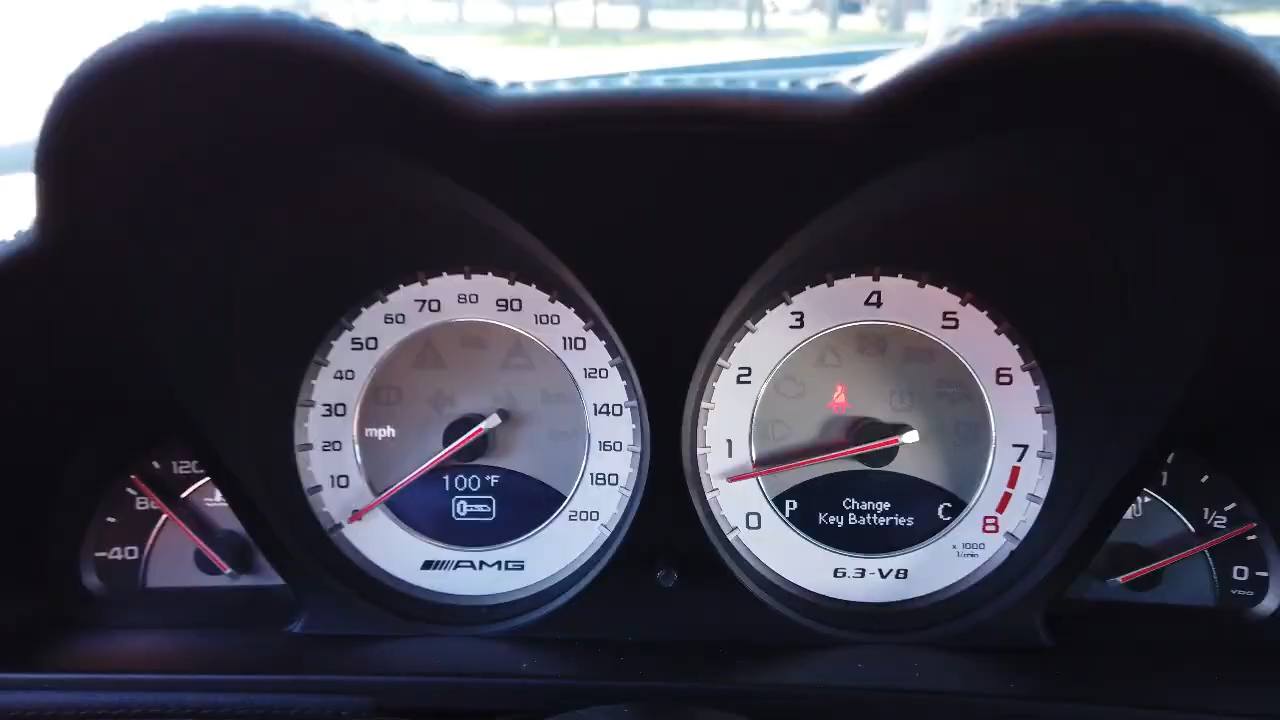 70 80 90
60 100
50 110
40 120
30 140
mph
20 160
10 180
100 °F
200
AMG
4
3 5
2 6
1 7
P Change C
Key Batteries
0 8
x 1000
1/min
6.3-V8
120
80
-40
1
1/2
0
VDO